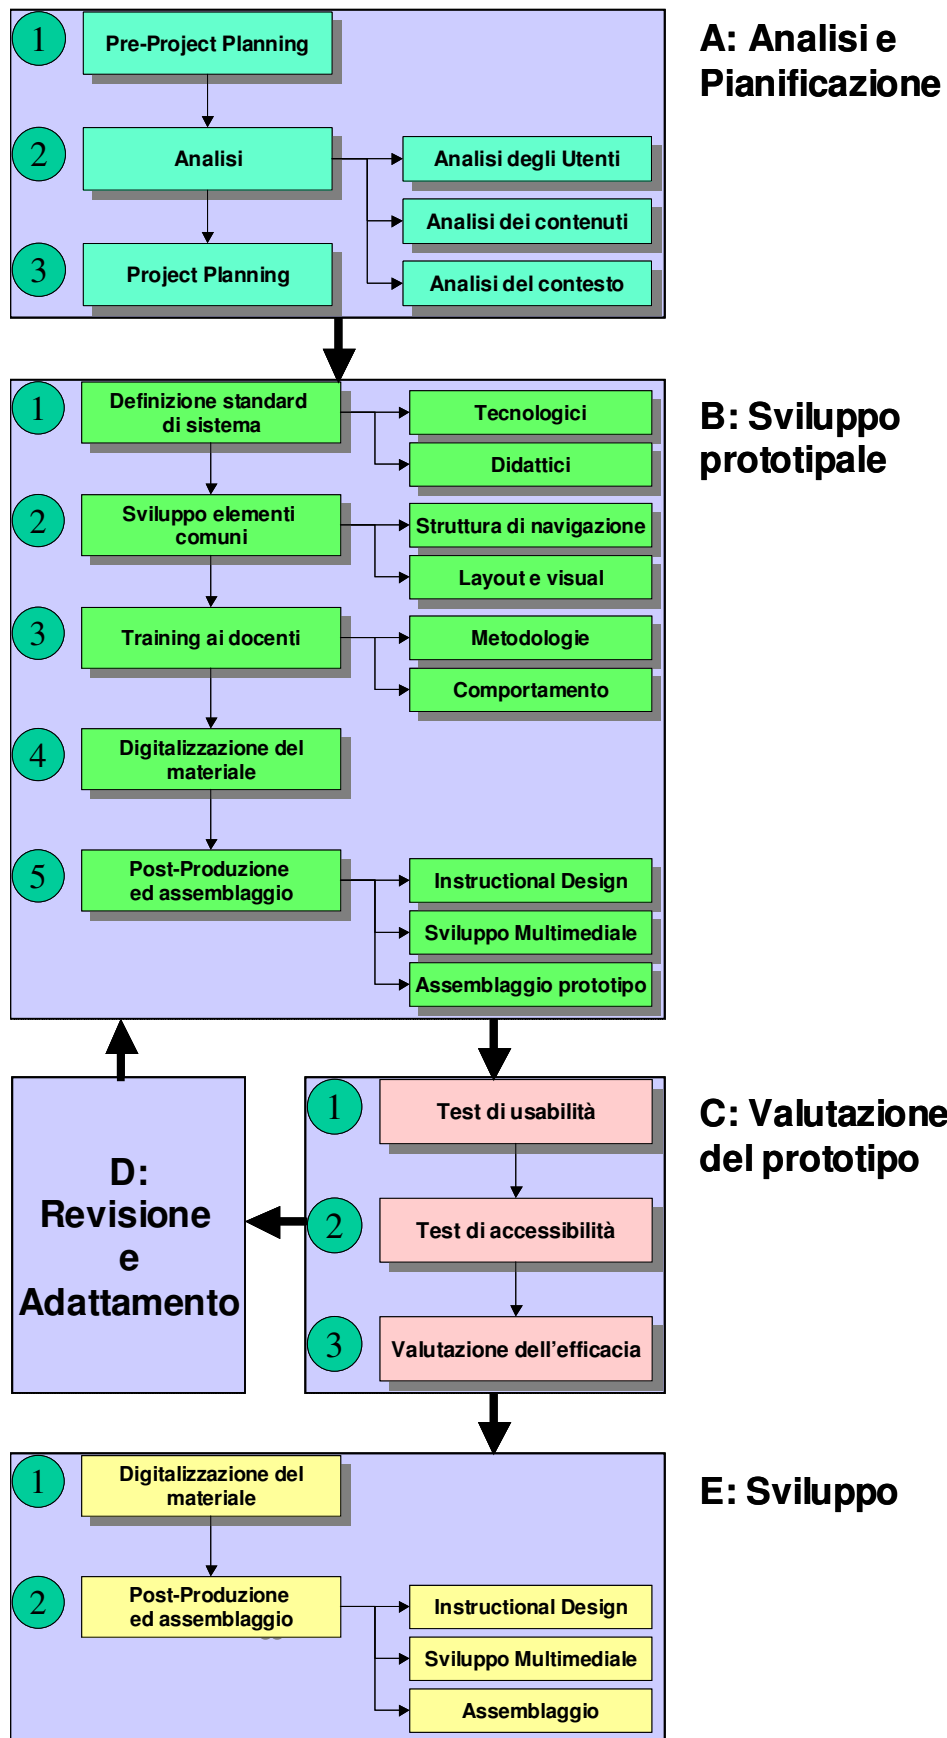 A: Analisi e
Pianificazione
1
Pre-Project Planning
2
Analisi
Analisi degli Utenti
Analisi dei contenuti
3
Project Planning
Analisi del contesto
B: Sviluppo
prototipale
1
Definizione standard
di sistema
Tecnologici
Didattici
2
Sviluppo elementi
comuni
Struttura di navigazione
Layout e visual
3
Training ai docenti
Metodologie
Comportamento
4
Digitalizzazione del
materiale
5
Post-Produzione
ed assemblaggio
Instructional Design
Sviluppo Multimediale
Assemblaggio prototipo
C: Valutazione
del prototipo
1
Test di usabilità
2
Test di accessibilità
3
Valutazione dell'efficacia
D:
Revisione
e
Adattamento
E: Sviluppo
1
Digitalizzazione del
materiale
2
Post-Produzione
ed assemblaggio
Instructional Design
Sviluppo Multimediale
Assemblaggio